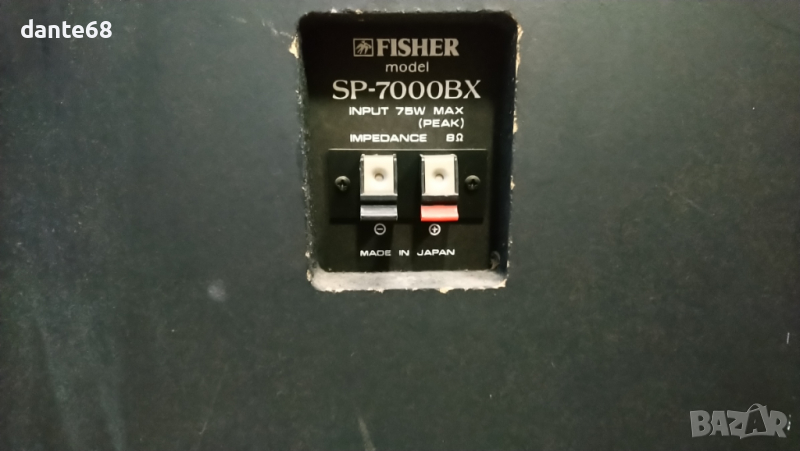 dante68
FISHER
model
SP-7000BX
INPUT 75W MAX
(PEAK)
IMPEDANCE 8Ω
⊖ ⊕
MADE IN JAPAN
BAZAR